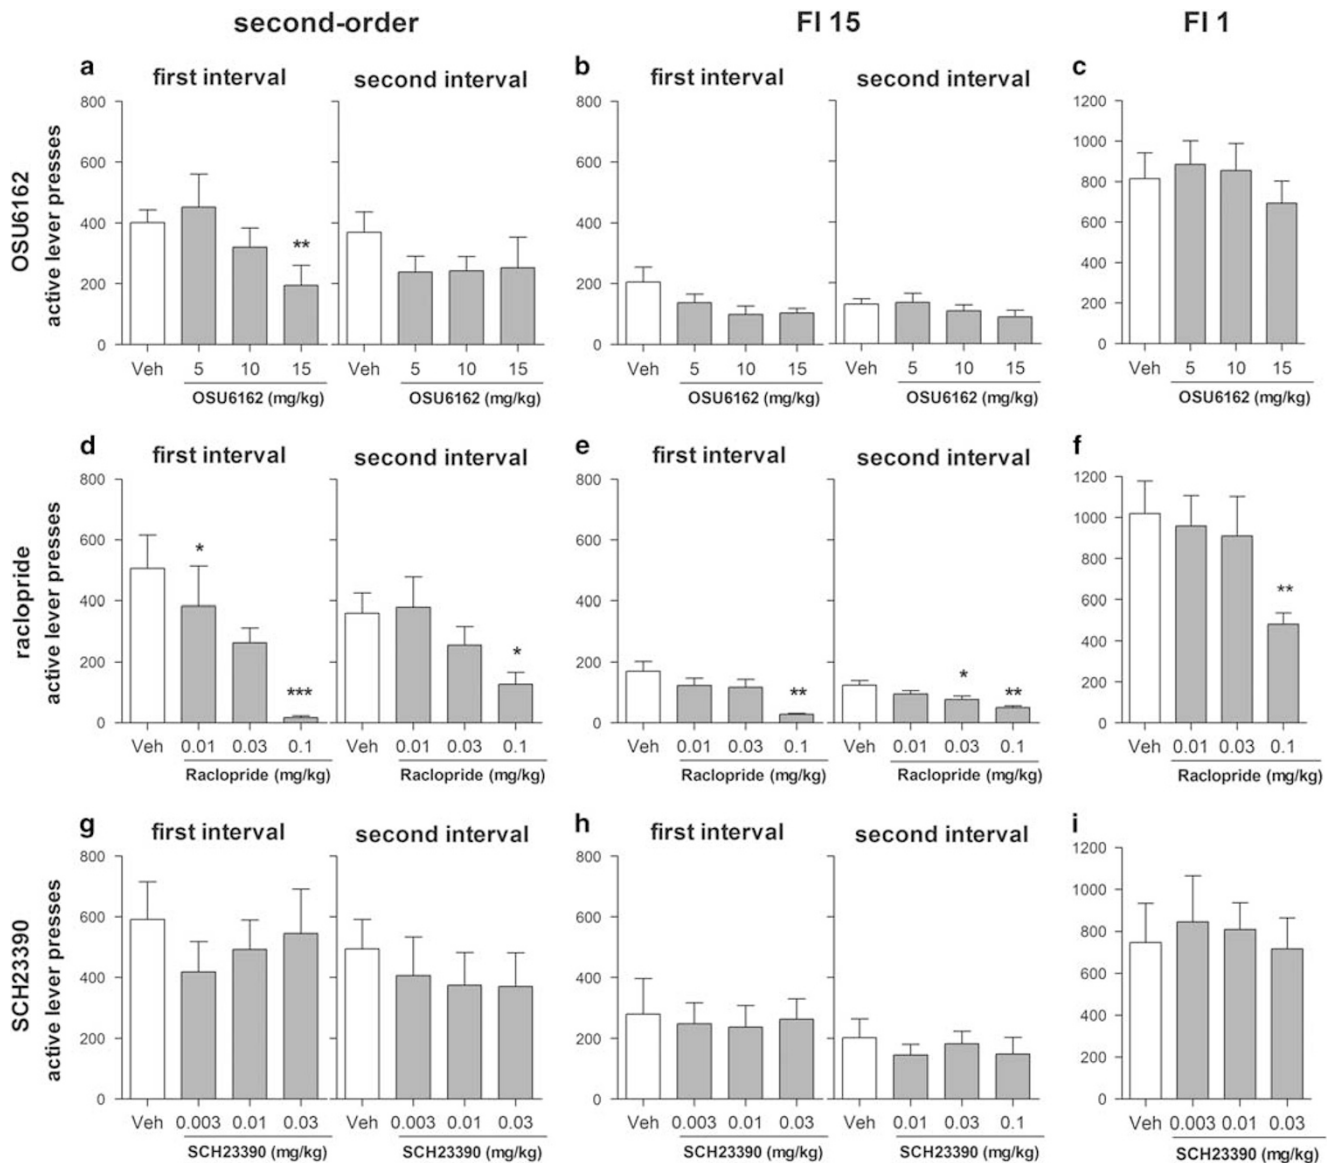 second-order FI 15 FI 1
a first interval second interval b first interval second interval c
OSU6162
active lever presses
800 600 400 200 0
800 600 400 200 0
1200 1000 800 600 400 200 0
**
Veh 5 10 15 Veh 5 10 15 Veh 5 10 15 Veh 5 10 15 Veh 5 10 15
OSU6162 (mg/kg) OSU6162 (mg/kg) OSU6162 (mg/kg) OSU6162 (mg/kg) OSU6162 (mg/kg)
d first interval second interval e first interval second interval f
raclopride
active lever presses
800 600 400 200 0
800 600 400 200 0
1200 1000 800 600 400 200 0
* *** * ** * ** **
Veh 0.01 0.03 0.1 Veh 0.01 0.03 0.1 Veh 0.01 0.03 0.1 Veh 0.01 0.03 0.1 Veh 0.01 0.03 0.1
Raclopride (mg/kg) Raclopride (mg/kg) Raclopride (mg/kg) Raclopride (mg/kg) Raclopride (mg/kg)
g first interval second interval h first interval second interval i
SCH23390
active lever presses
800 600 400 200 0
800 600 400 200 0
1200 1000 800 600 400 200 0
Veh 0.003 0.01 0.03 Veh 0.003 0.01 0.03 Veh 0.003 0.01 0.03 Veh 0.01 0.03 0.1 Veh 0.003 0.01 0.03
SCH23390 (mg/kg) SCH23390 (mg/kg) SCH23390 (mg/kg) SCH23390 (mg/kg) SCH23390 (mg/kg)